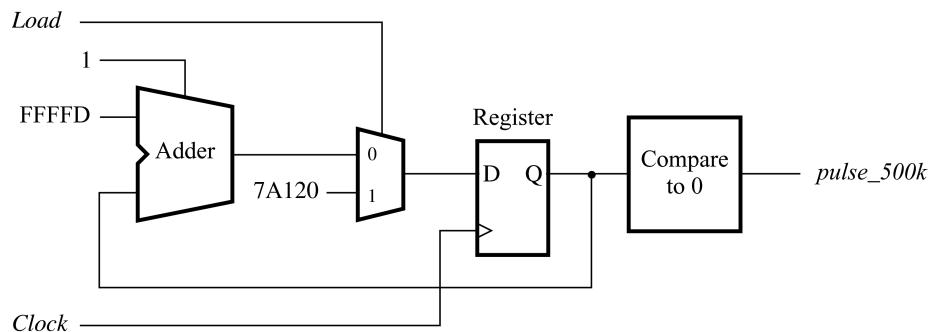 Load
1
FFFFD
Adder
0
7A120
1
Register
D
Q
Compare
to 0
pulse_500k
Clock